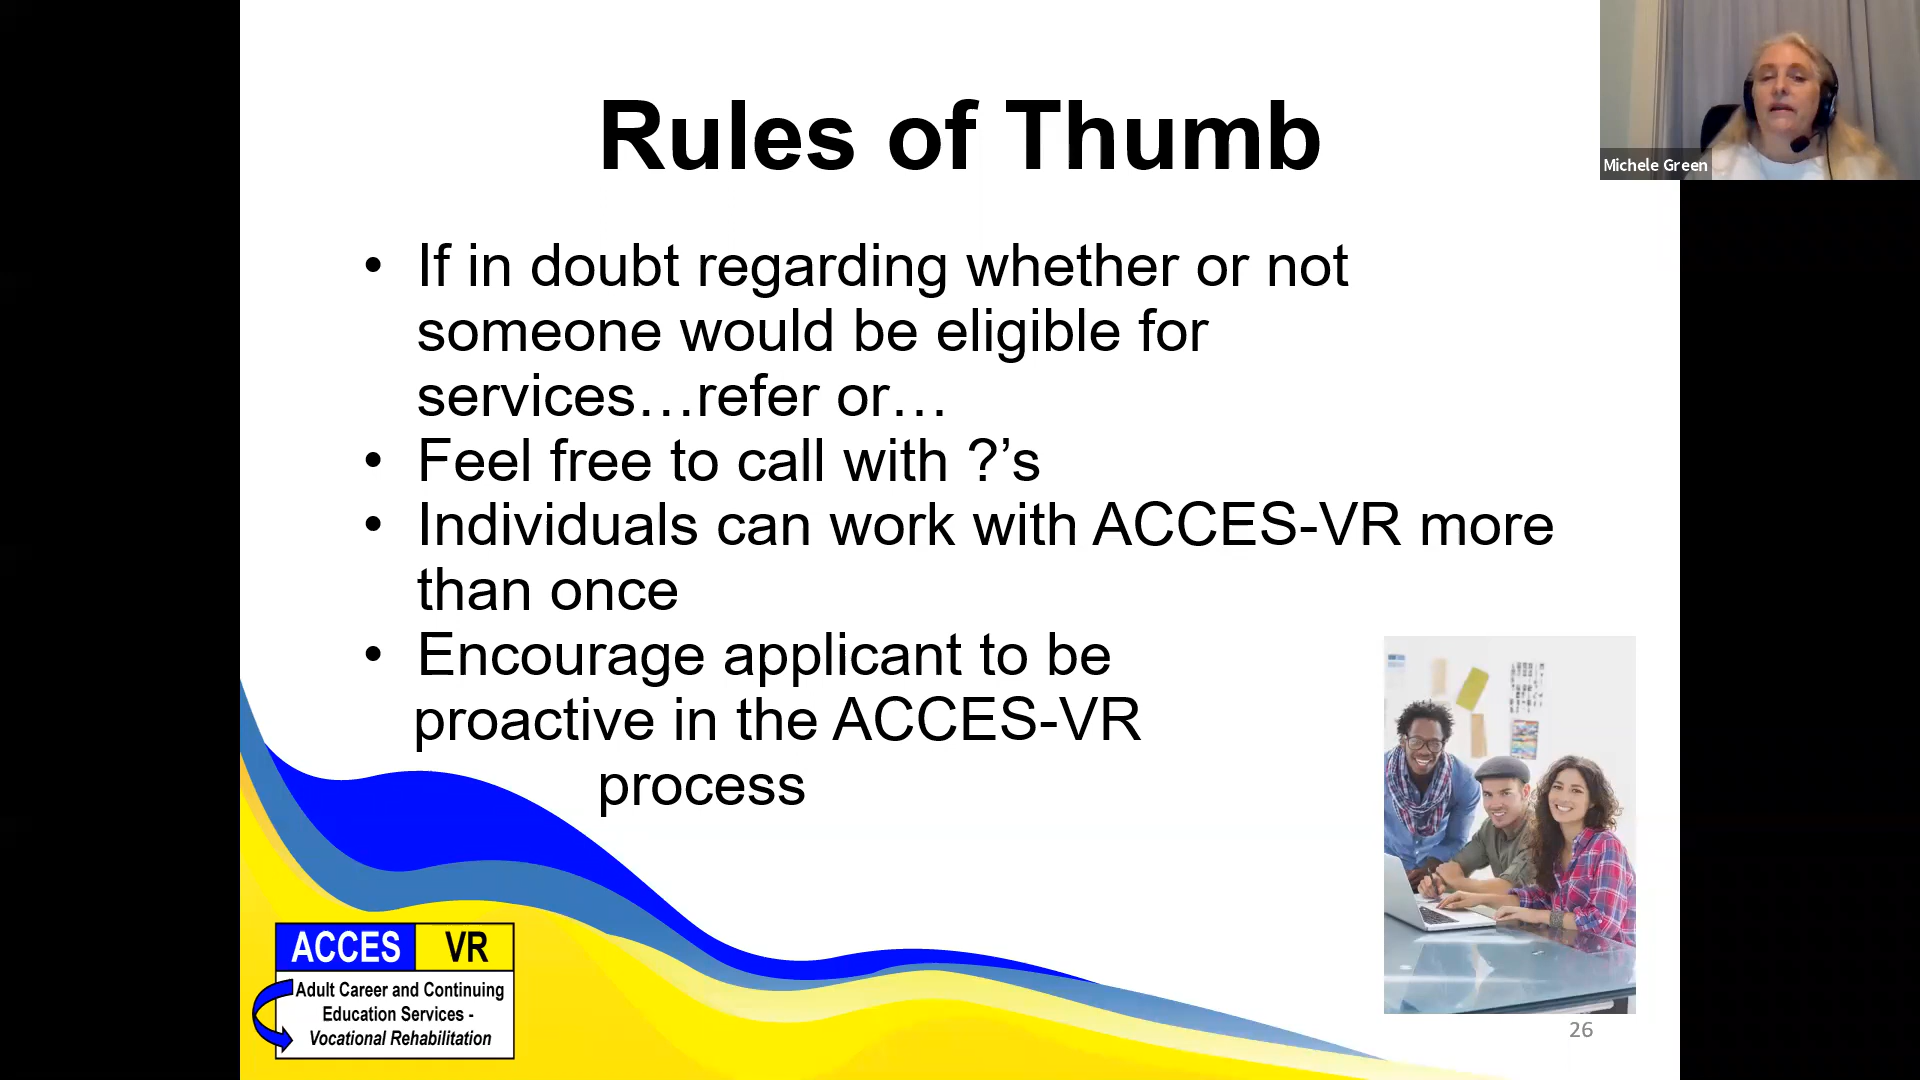 Rules of Thumb
Michele Green
• If in doubt regarding whether or not
someone would be eligible for
services…refer or…
• Feel free to call with ?’s
• Individuals can work with ACCES-VR more
than once
• Encourage applicant to be
proactive in the ACCES-VR
process
ACCES VR
Adult Career and Continuing
Education Services -
Vocational Rehabilitation
26